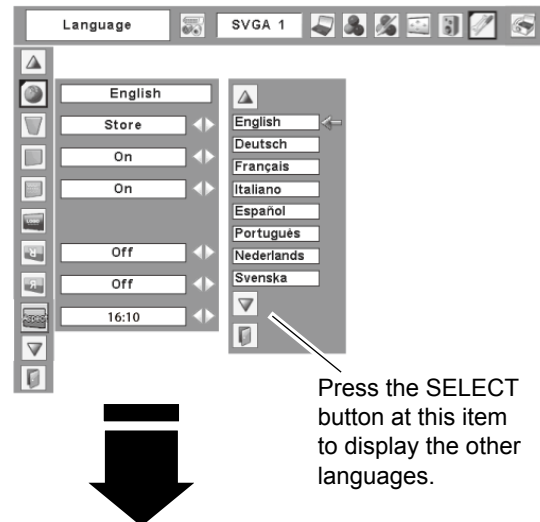 Language
SVGA 1
English
Store
On
On
Off
Off
16:10
English
Deutsch
Français
Italiano
Español
Português
Nederlands
Svenska
Press the SELECT
button at this item
to display the other
languages.